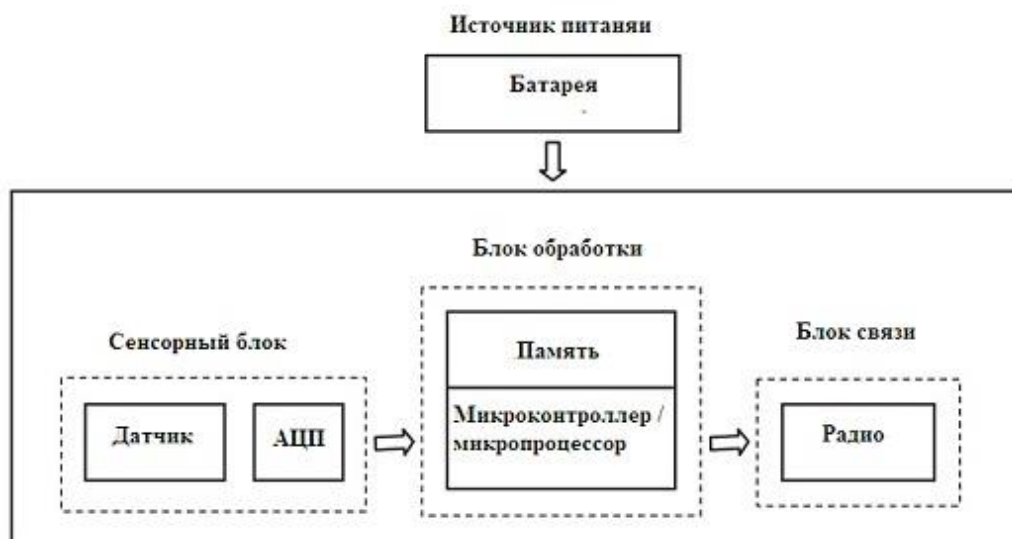 Источник питаняи
Батарея
Блок обработки
Сенсорный блок
Память
Блок связи
Датчик
АЦП
Микроконтроллер /
микропроцессор
Радио